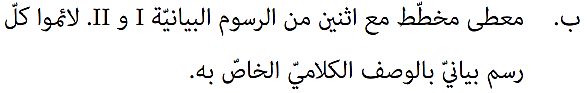 ب. معطى مخطّط مع اثنين من الرسوم البيانيّة I و II. لائموا كلّ
رسم بيانيّ بالوصف الكلاميّ الخاصّ به.